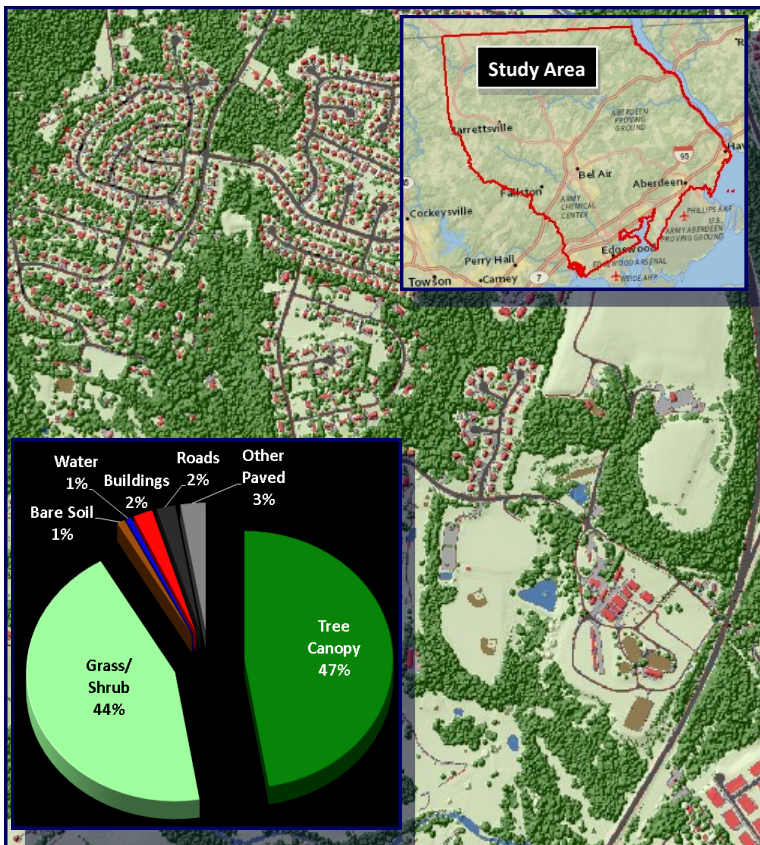 Study Area
ABERDEEN
PROVING
GROUND
Jarrettsville
95
Bel Air
Aberdeen
Fallston
ARMY
CHEMICAL
CENTER
PHILLIPS AAF
U.S.
ARMY ABERDEEN
PROVING GROUND
Cockeysville
Edgewood
EDGEWOOD ARSENAL
Perry Hall
7
WEIDE AHP
Towson
Carney
Water
1%
Buildings
2%
Roads
2%
Other
Paved
3%
Bare Soil
1%
Tree
Canopy
47%
Grass/
Shrub
44%